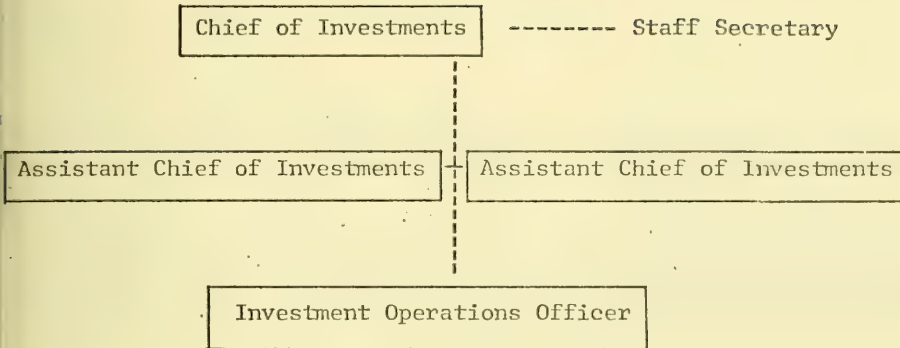 Chief of Investments -------- Staff Secretary
Assistant Chief of Investments Assistant Chief of Investments
Investment Operations Officer